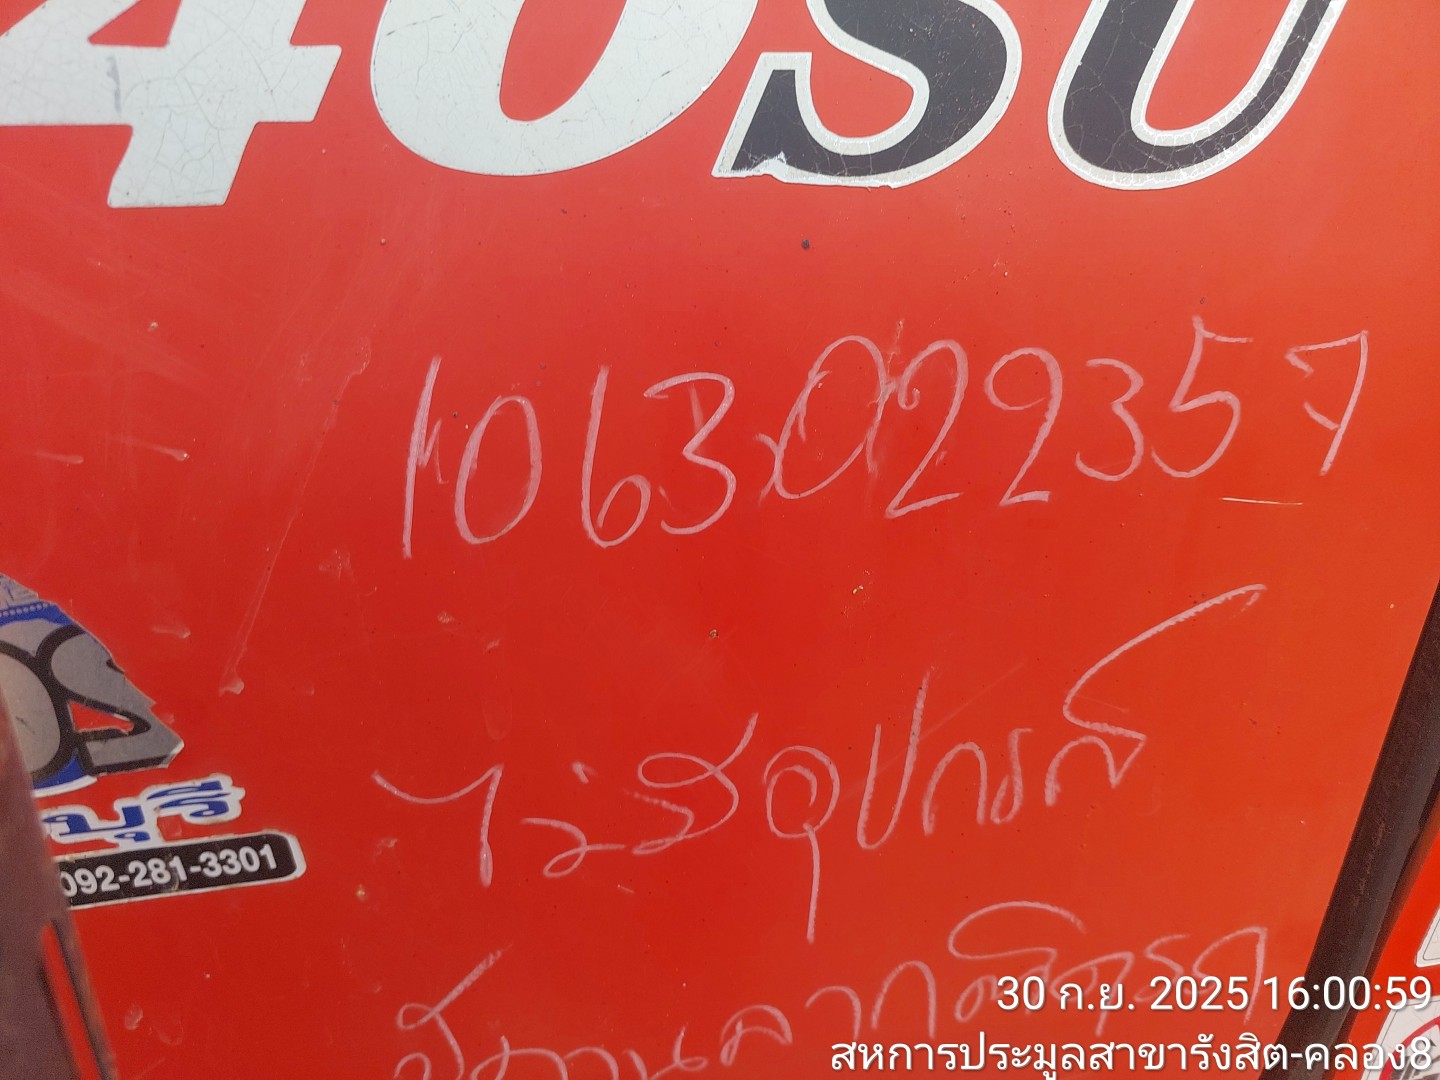 40SU
1063022357
ไม่มีอุปกรณ์
บุรี
092-281-3301
30 ก.ย. 2025 16:00:59
สหการประมูลสาขารังสิต-คลอง8